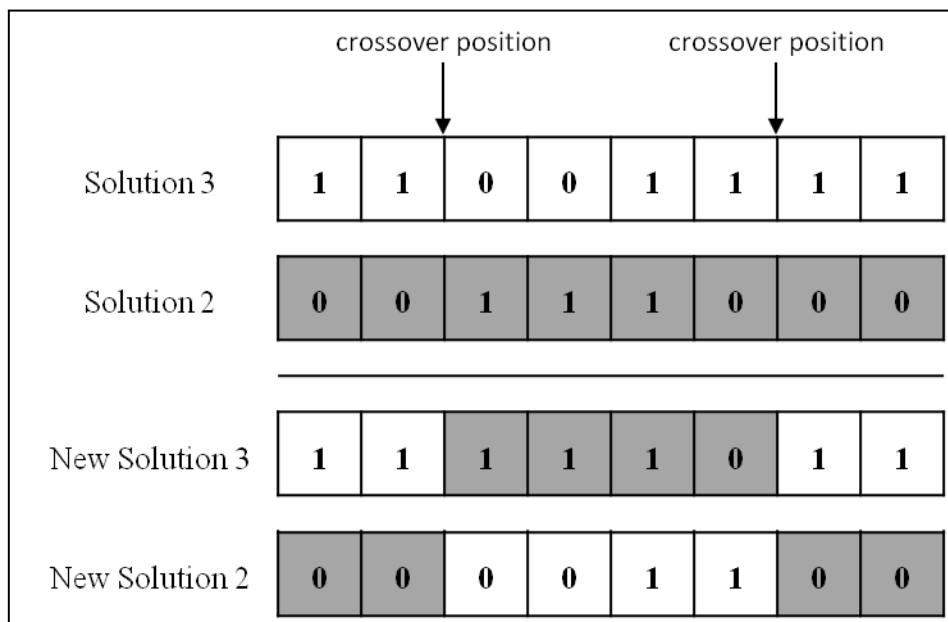 crossover position crossover position
Solution 3 1 1 0 0 1 1 1 1
Solution 2 0 0 1 1 1 0 0 0
New Solution 3 1 1 1 1 1 0 1 1
New Solution 2 0 0 0 0 1 1 0 0